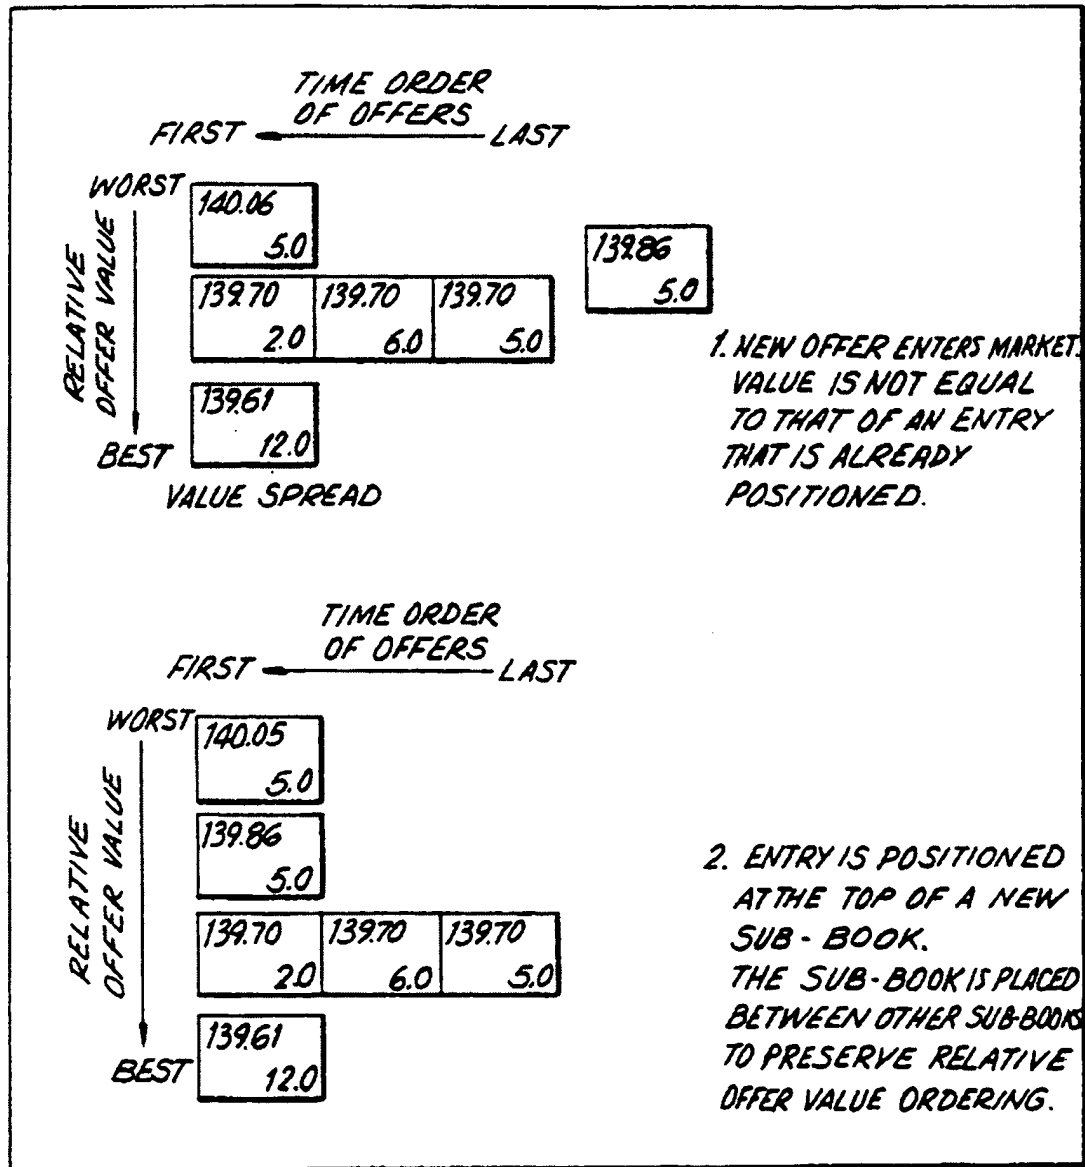 TIME ORDER
OF OFFERS
FIRST LAST
WORST
RELATIVE
OFFER VALUE
BEST
140.06
5.0
139.70 139.70 139.70
2.0 6.0 5.0
139.61
12.0
VALUE SPREAD
139.86
5.0
1. NEW OFFER ENTERS MARKET.
VALUE IS NOT EQUAL
TO THAT OF AN ENTRY
THAT IS ALREADY
POSITIONED.
TIME ORDER
OF OFFERS
FIRST LAST
WORST
RELATIVE
OFFER VALUE
BEST
140.05
5.0
139.86
5.0
139.70 139.70 139.70
2.0 6.0 5.0
139.61
12.0
2. ENTRY IS POSITIONED
AT THE TOP OF A NEW
SUB-BOOK.
THE SUB-BOOK IS PLACED
BETWEEN OTHER SUB-BOOKS
TO PRESERVE RELATIVE
OFFER VALUE ORDERING.